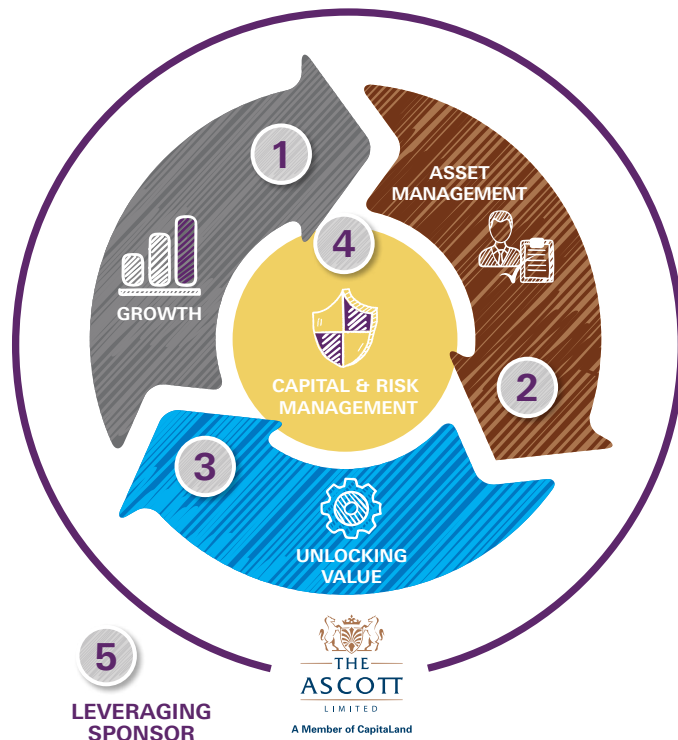 1
GROWTH
ASSET
MANAGEMENT
2
3
UNLOCKING
VALUE
4
CAPITAL & RISK
MANAGEMENT
5
LEVERAGING
SPONSOR
THE
ASCOTT
LIMITED
A Member of CapitaLand